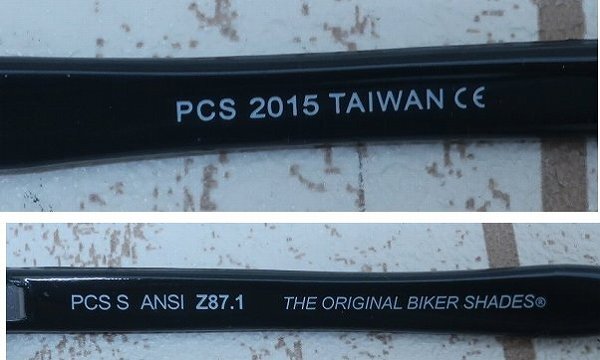 PCS 2015 TAIWAN CE
PCS S ANSI Z87.1 THE ORIGINAL BIKER SHADES®